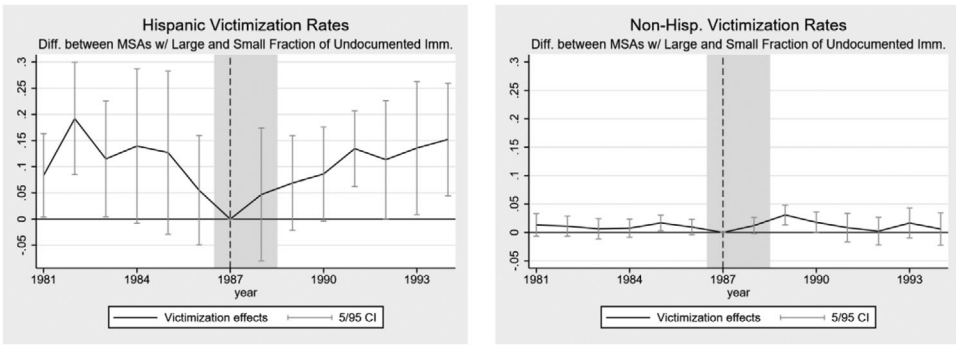 Hispanic Victimization Rates
Diff. between MSAs w/ Large and Small Fraction of Undocumented Imm.
.3
.25
.2
.15
.1
.05
0
-.05
1981 1984 1987 1990 1993
year
Victimization effects 5/95 CI
Non-Hisp. Victimization Rates
Diff. between MSAs w/ Large and Small Fraction of Undocumented Imm.
.3
.25
.2
.15
.1
.05
0
-.05
1981 1984 1987 1990 1993
year
Victimization effects 5/95 CI